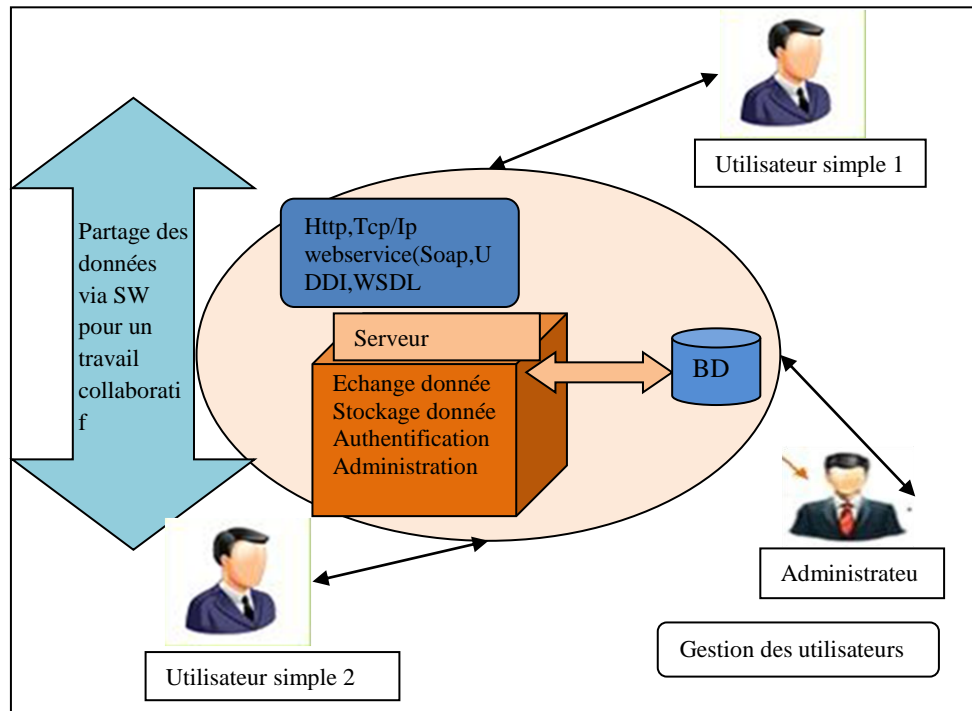 Utilisateur simple 1
Http,Tcp/Ip
webservice(Soap,U
DDI,WSDL
Partage des
données
via SW
pour un
travail
collaborati
f
Serveur
BD
Echange donnée
Stockage donnée
Authentification
Administration
Administrateu
Gestion des utilisateurs
Utilisateur simple 2